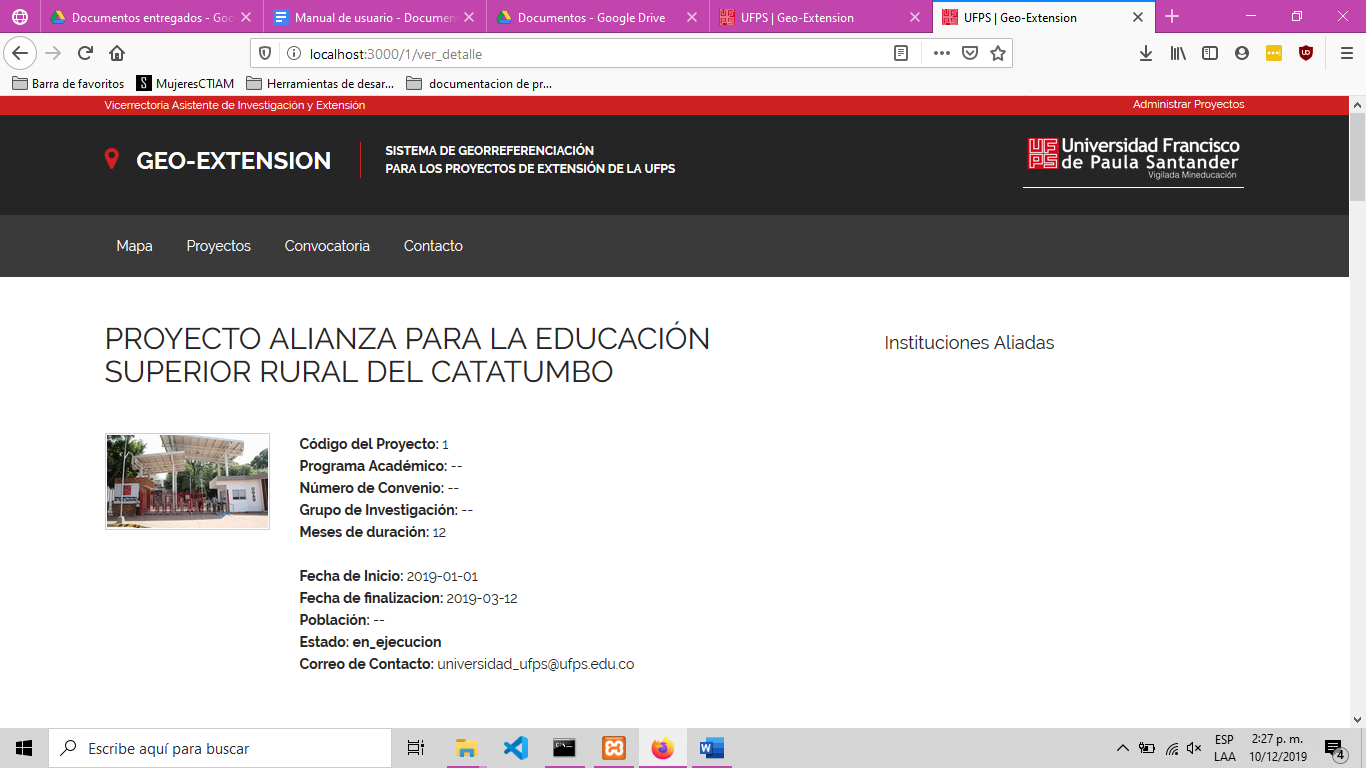 Documentos entregados - Goo
Manual de usuario - Document
Documentos - Google Drive
UFPS | Geo-Extension
UFPS | Geo-Extension
localhost:3000/1/ver_detalle
Barra de favoritos
MujeresCTIAM
Herramientas de desar...
documentacion de pr...
Vicerrectoría Asistente de Investigación y Extensión
Administrar Proyectos
GEO-EXTENSION
SISTEMA DE GEORREFERENCIACIÓN
PARA LOS PROYECTOS DE EXTENSIÓN DE LA UFPS
UFPS
Universidad Francisco
de Paula Santander
Vigilada Mineducación
Mapa
Proyectos
Convocatoria
Contacto
PROYECTO ALIANZA PARA LA EDUCACIÓN
SUPERIOR RURAL DEL CATATUMBO
Instituciones Aliadas
Código del Proyecto: 1
Programa Académico: --
Número de Convenio: --
Grupo de Investigación: --
Meses de duración: 12
Fecha de Inicio: 2019-01-01
Fecha de finalizacion: 2019-03-12
Población: --
Estado: en_ejecucion
Correo de Contacto: universidad_ufps@ufps.edu.co
Escribe aquí para buscar
ESP
LAA
2:27 p. m.
10/12/2019
4